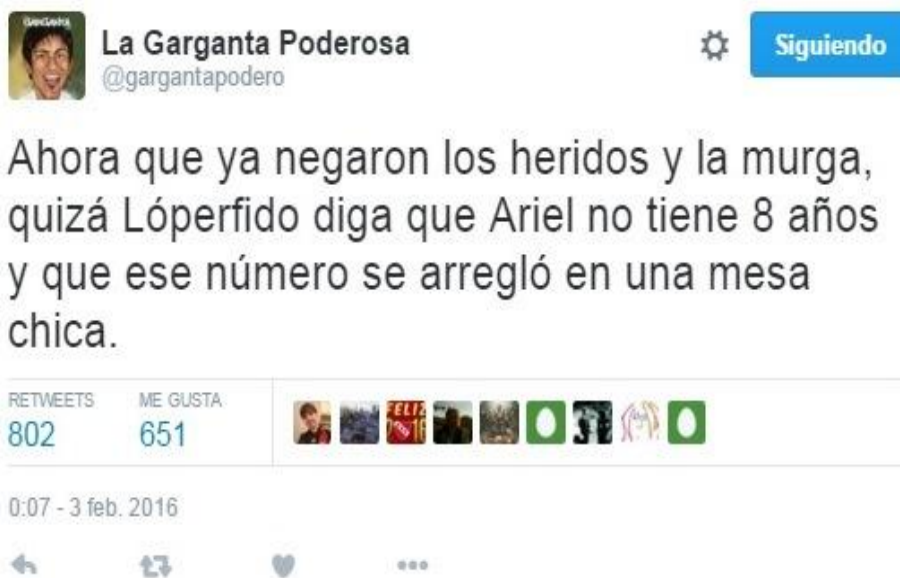 La Garganta Poderosa
@gargantapodero
Siguiendo
Ahora que ya negaron los heridos y la murga,
quizá Lóperfido diga que Ariel no tiene 8 años
y que ese número se arregló en una mesa
chica.
RETWEETS
802
ME GUSTA
651
FELIZ
0:07 - 3 feb. 2016